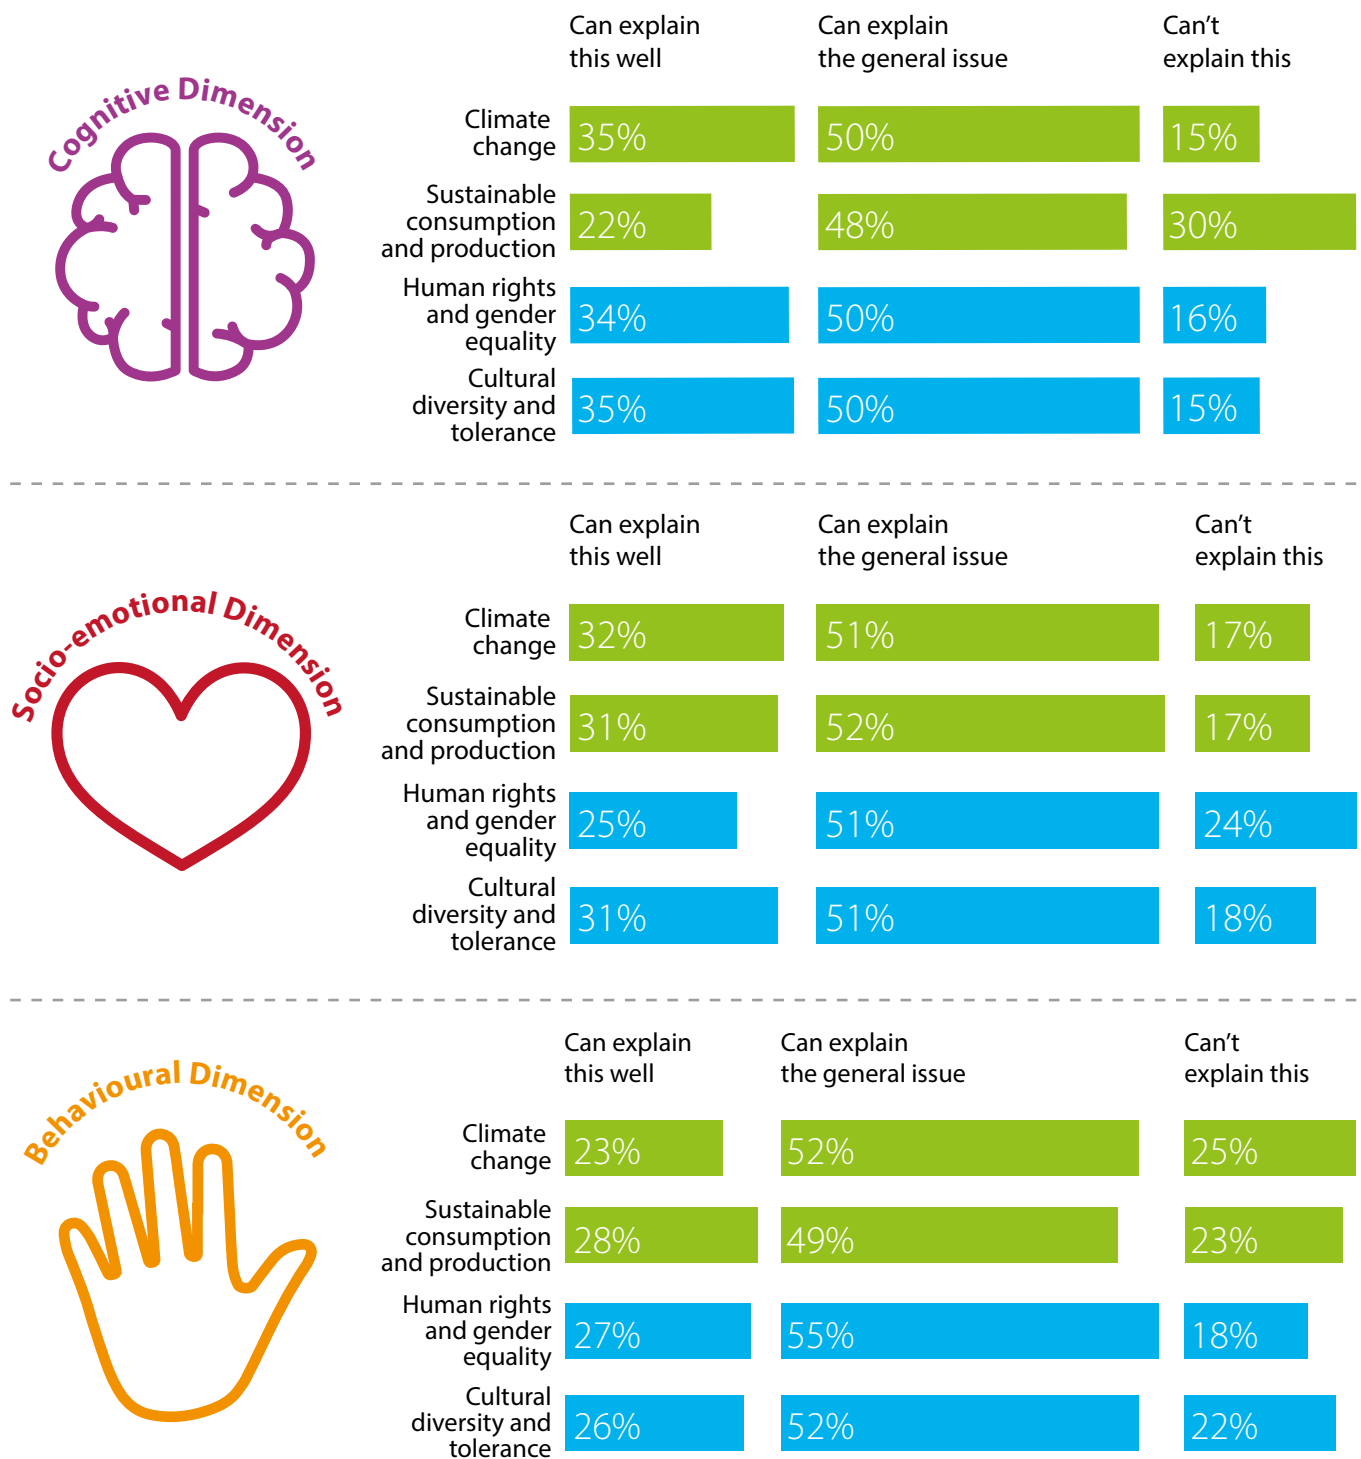 Cognitive Dimension
Can explain
this well
Can explain
the general issue
Can't
explain this
Climate
change
35%
50%
15%
Sustainable
consumption
and production
22%
48%
30%
Human rights
and gender
equality
34%
50%
16%
Cultural
diversity and
tolerance
35%
50%
15%
Socio-emotional Dimension
Can explain
this well
Can explain
the general issue
Can't
explain this
Climate
change
32%
51%
17%
Sustainable
consumption
and production
31%
52%
17%
Human rights
and gender
equality
25%
51%
24%
Cultural
diversity and
tolerance
31%
51%
18%
Behavioural Dimension
Can explain
this well
Can explain
the general issue
Can't
explain this
Climate
change
23%
52%
25%
Sustainable
consumption
and production
28%
49%
23%
Human rights
and gender
equality
27%
55%
18%
Cultural
diversity and
tolerance
26%
52%
22%